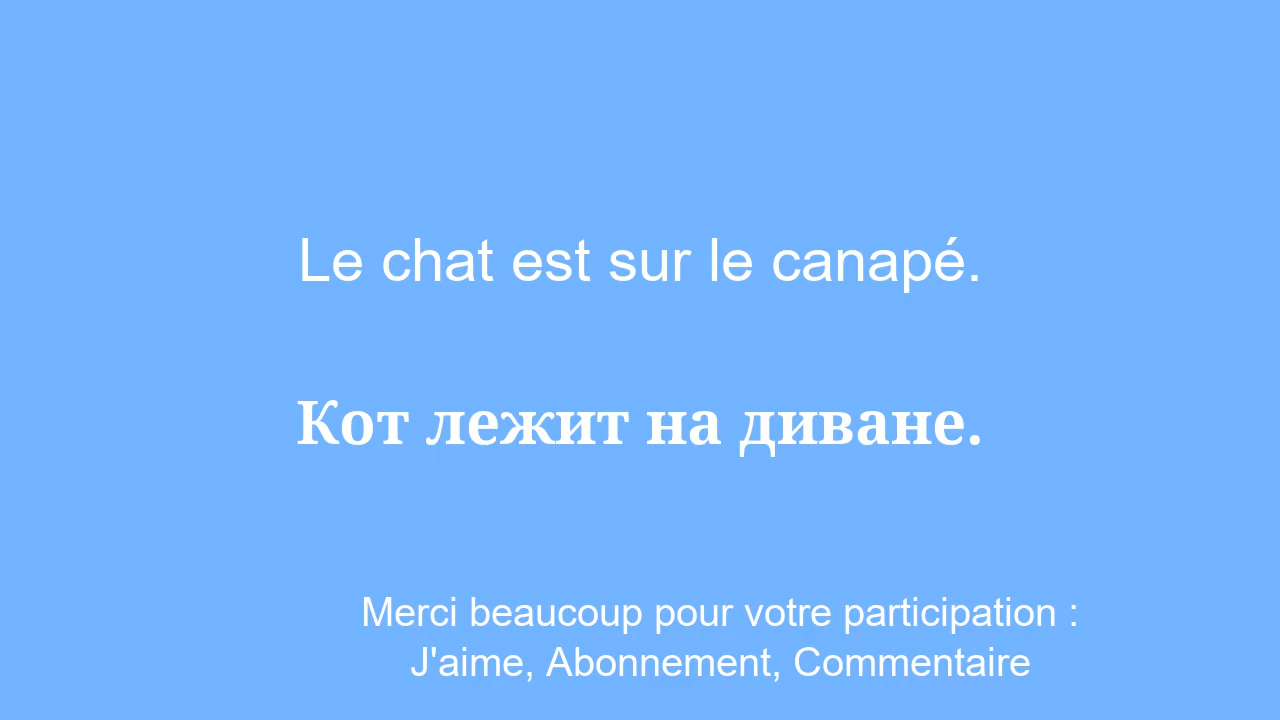 Le chat est sur le canapé.
Кот лежит на диване.
Merci beaucoup pour votre participation :
J'aime, Abonnement, Commentaire